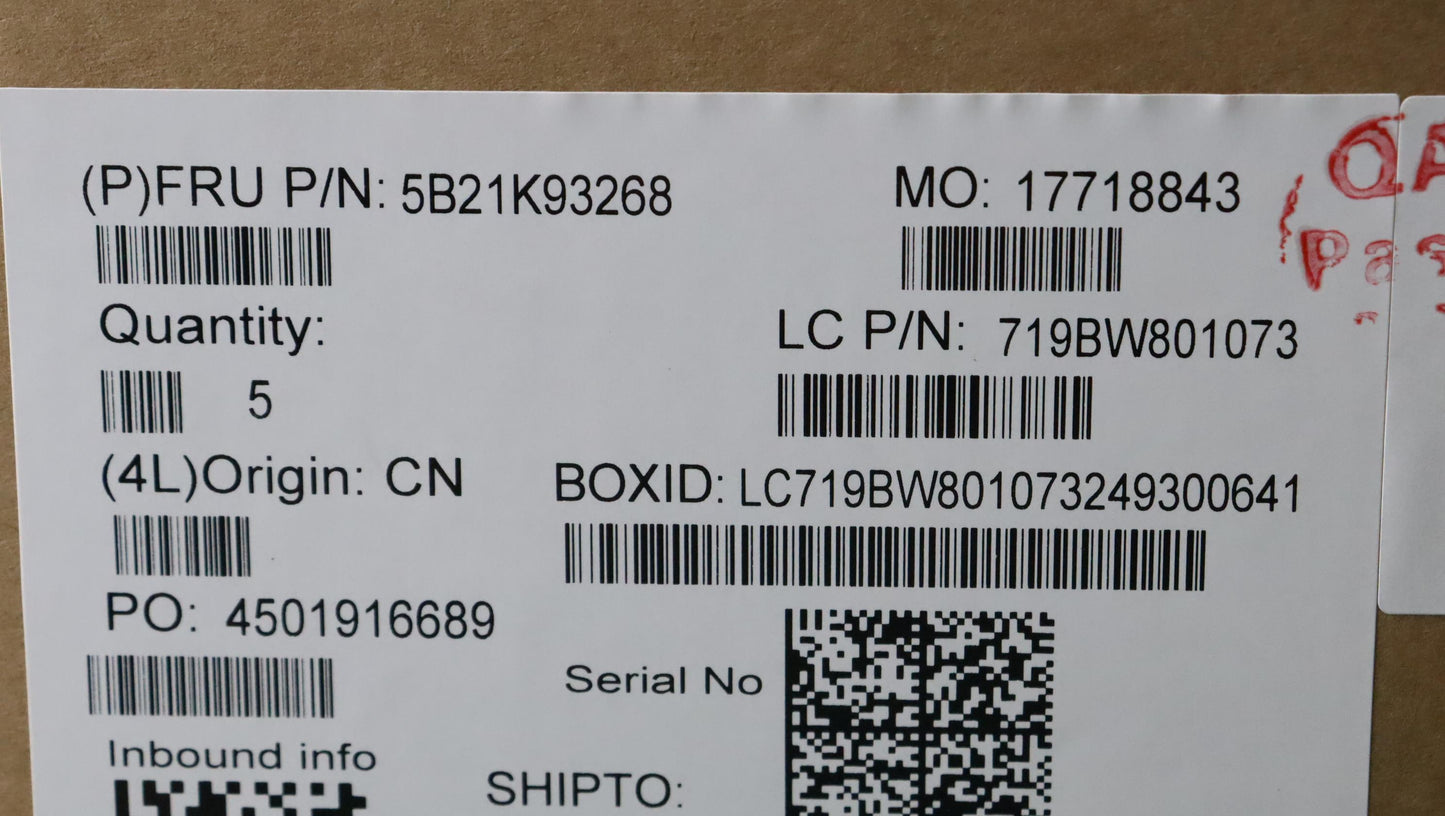 (P)FRU P/N: 5B21K93268 MO: 17718843
QA
Quantity: LC P/N: 719BW801073
5
(4L)Origin: CN BOXID: LC719BW801073249300641
PO: 4501916689
Serial No
Inbound info
SHIPTO: